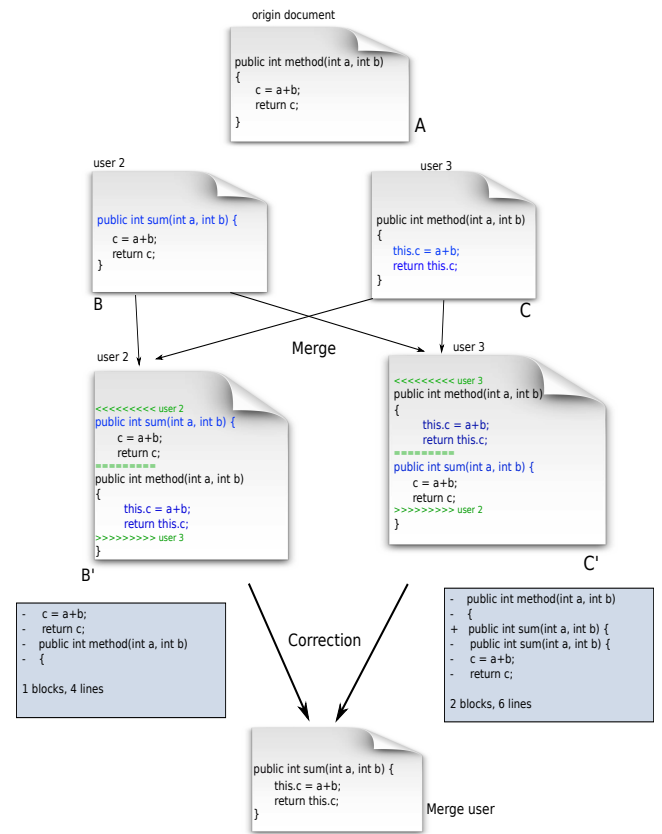 origin document
public int method(int a, int b)
{
c = a+b;
return c;
}
A
user 2
public int sum(int a, int b) {
c = a+b;
return c;
}
B
user 3
public int method(int a, int b)
{
this.c = a+b;
return this.c;
}
C
Merge
user 2
<<<<<<<<< user 2
public int sum(int a, int b) {
c = a+b;
return c;
=========
public int method(int a, int b)
{
this.c = a+b;
return this.c;
>>>>>>>>> user 3
}
B'
user 3
<<<<<<<<< user 3
public int method(int a, int b)
{
this.c = a+b;
return this.c;
=========
public int sum(int a, int b) {
c = a+b;
return c;
>>>>>>>>> user 2
}
C'
- c = a+b;
- return c;
- public int method(int a, int b)
- {
1 blocks, 4 lines
Correction
- public int method(int a, int b)
- {
+ public int sum(int a, int b) {
- public int sum(int a, int b) {
- c = a+b;
- return c;
2 blocks, 6 lines
public int sum(int a, int b) {
this.c = a+b;
return this.c;
}
Merge user